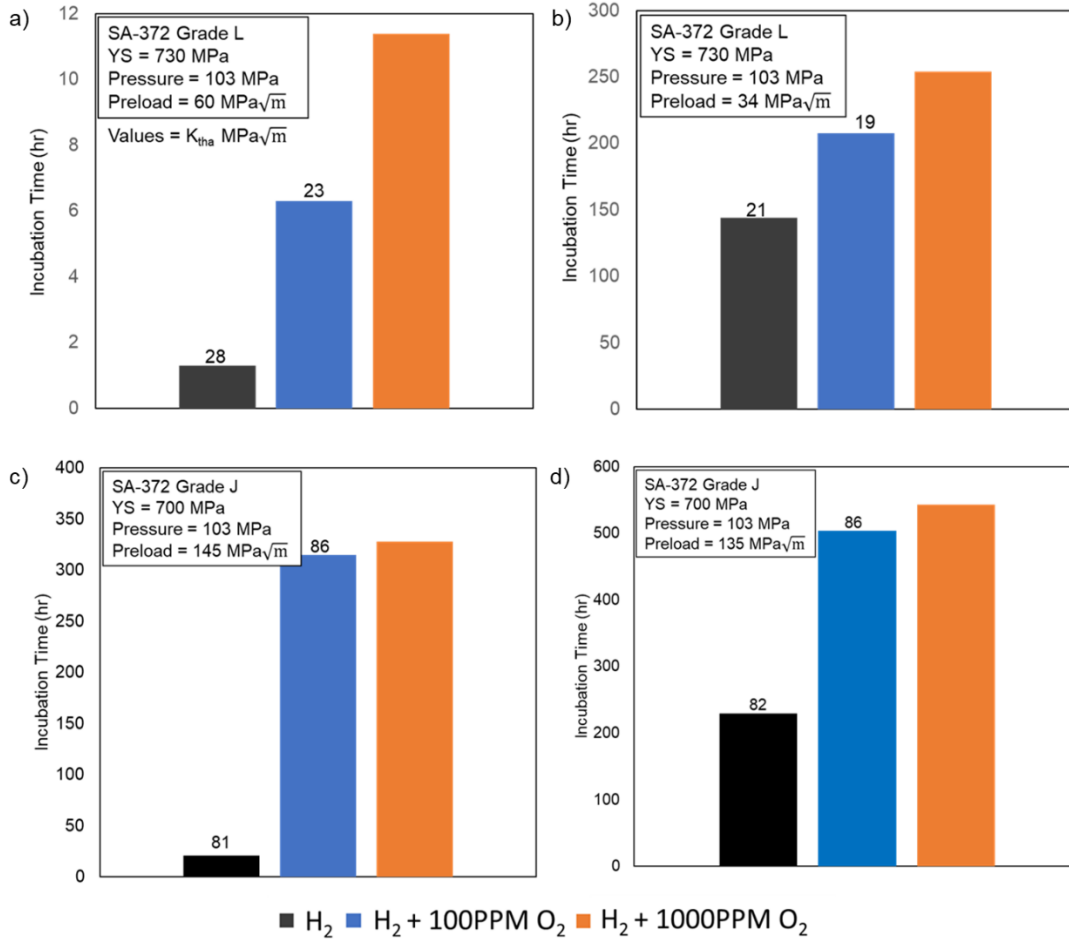 a)
12
10
8
6
4
2
0
Incubation Time (hr)
SA-372 Grade L
YS = 730 MPa
Pressure = 103 MPa
Preload = 60 MPa√m
Values = Ktha MPa√m
28
23
b)
300
250
200
150
100
50
0
Incubation Time (hr)
SA-372 Grade L
YS = 730 MPa
Pressure = 103 MPa
Preload = 34 MPa√m
21
19
c)
400
350
300
250
200
150
100
50
0
Incubation Time (hr)
SA-372 Grade J
YS = 700 MPa
Pressure = 103 MPa
Preload = 145 MPa√m
81
86
d)
600
500
400
300
200
100
0
Incubation Time (hr)
SA-372 Grade J
YS = 700 MPa
Pressure = 103 MPa
Preload = 135 MPa√m
82
86
H₂ H₂ + 100PPM O₂ H₂ + 1000PPM O₂